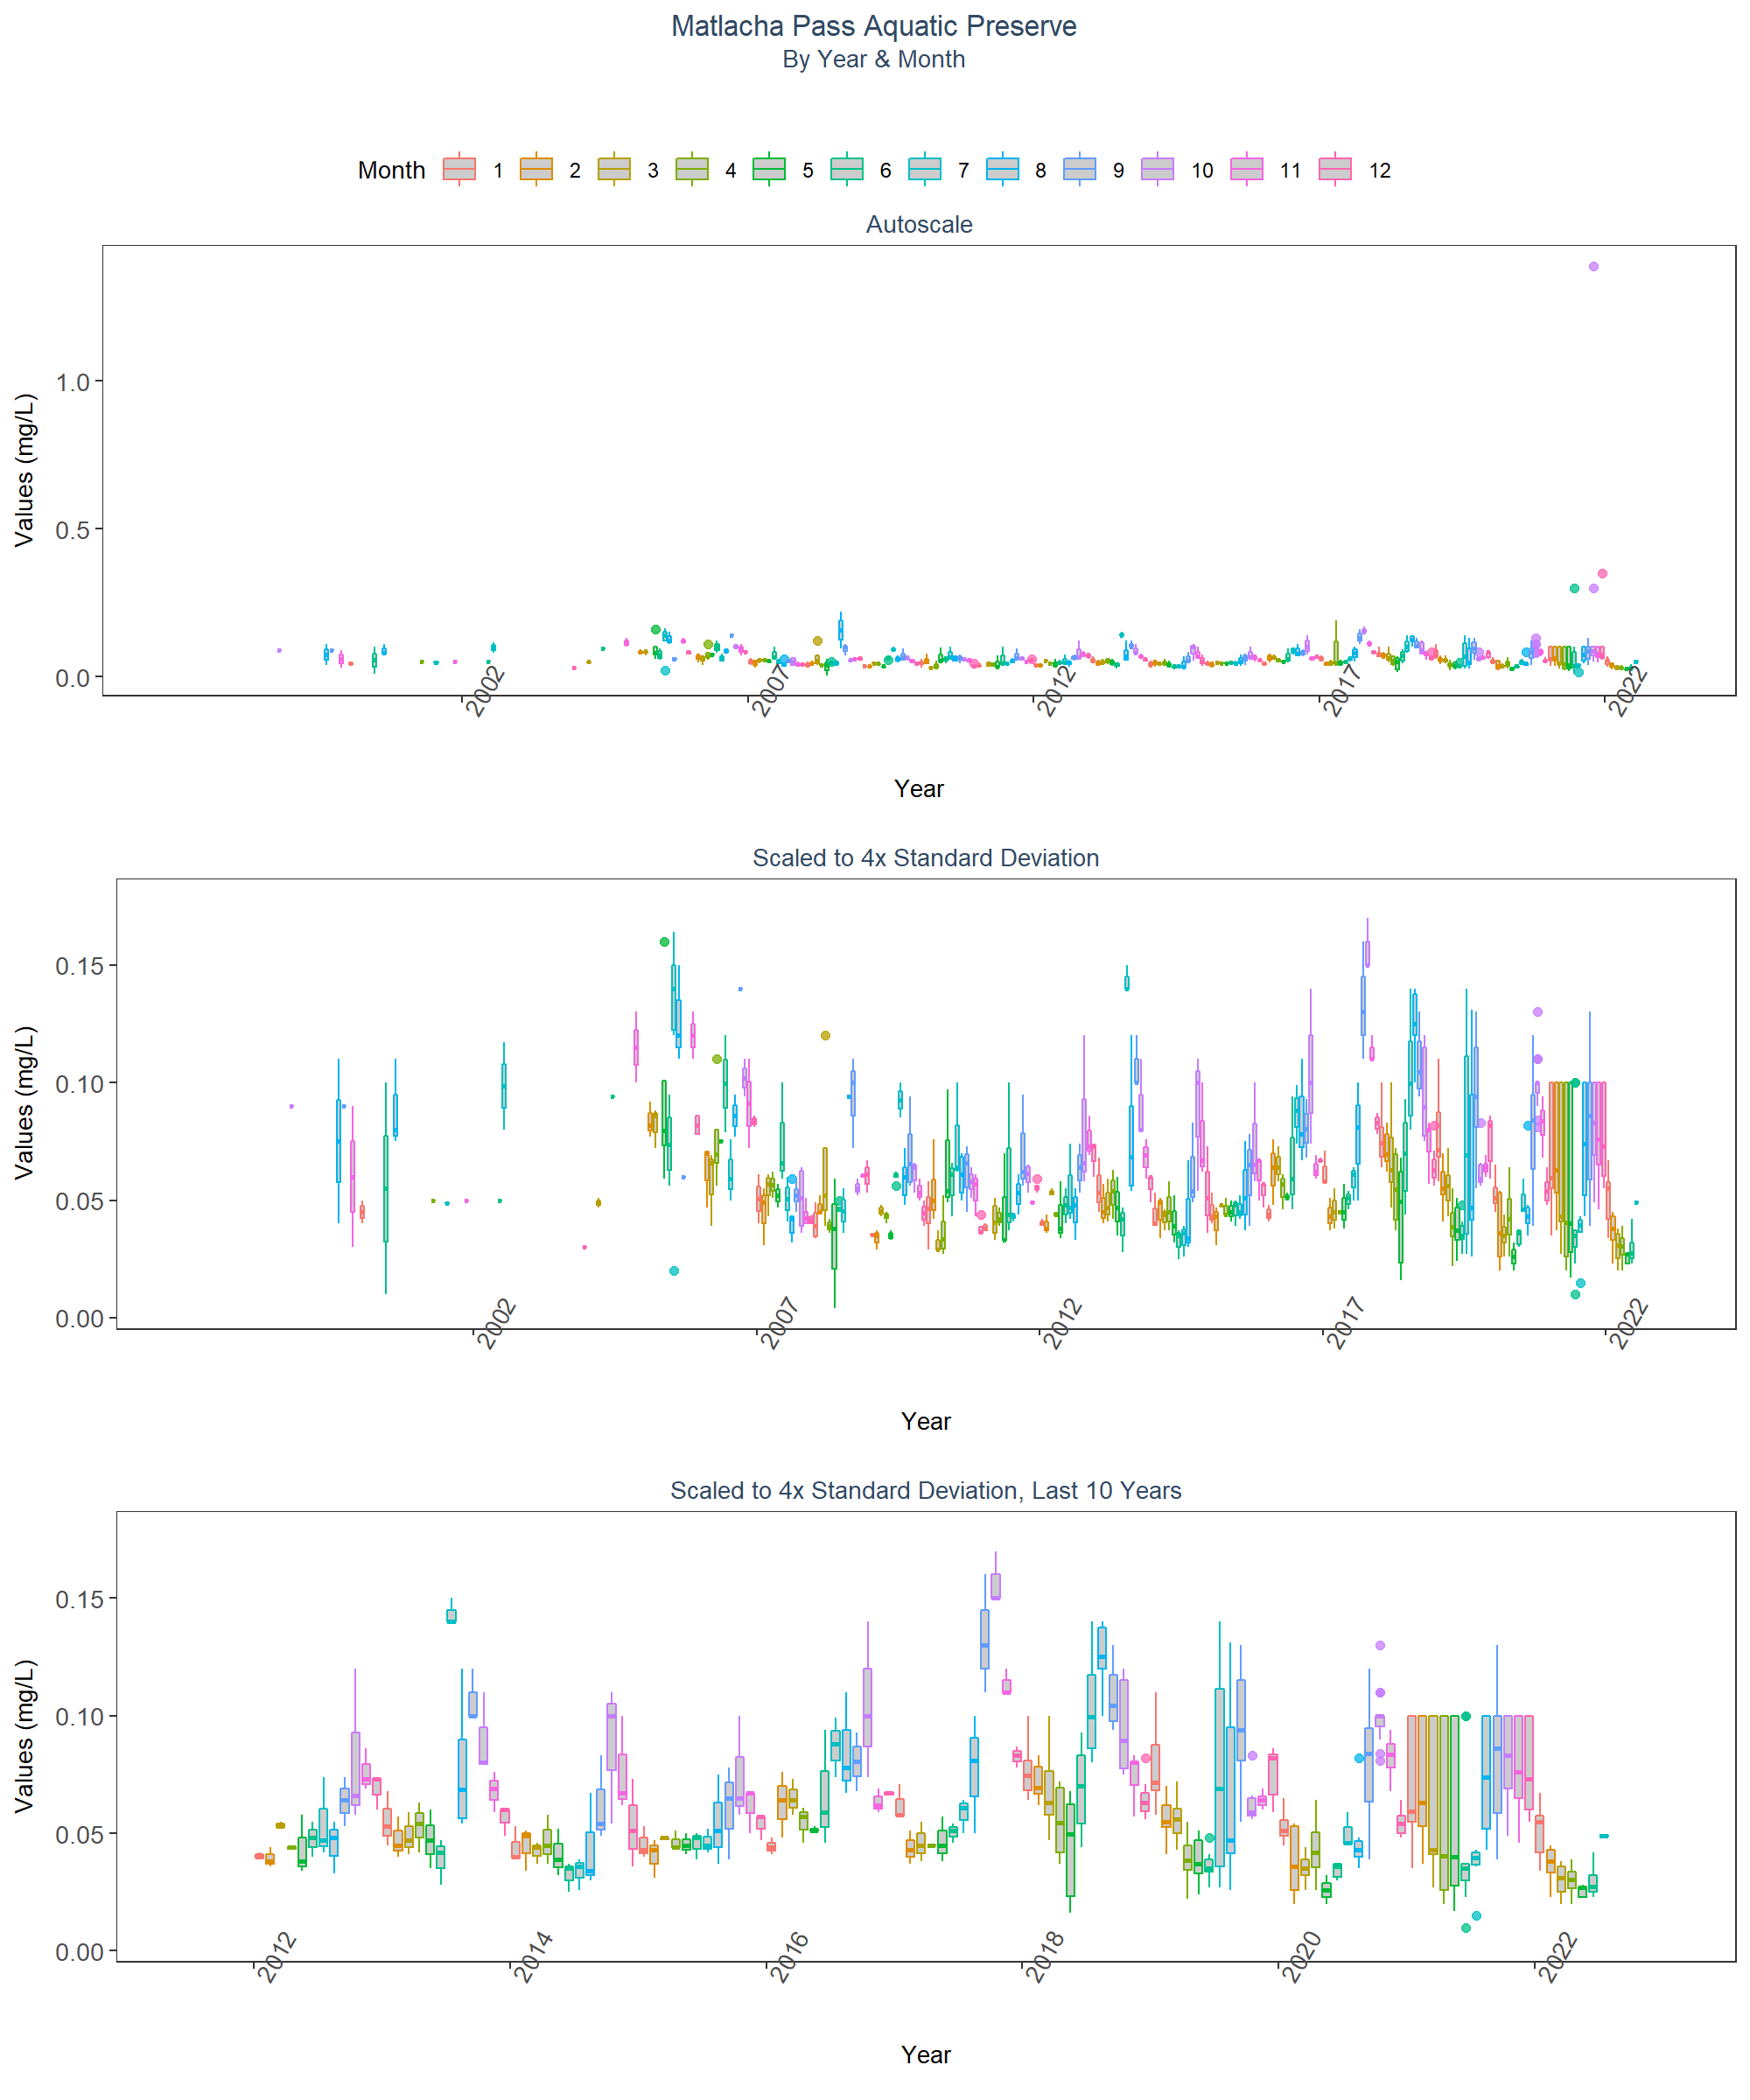 Matlacha Pass Aquatic Preserve
By Year & Month
Month 1 2 3 4 5 6 7 8 9 10 11 12
Autoscale
Values (mg/L)
1.0
0.5
0.0
2002 2007 2012 2017 2022
Year
Scaled to 4x Standard Deviation
Values (mg/L)
0.15
0.10
0.05
0.00
2002 2007 2012 2017 2022
Year
Scaled to 4x Standard Deviation, Last 10 Years
Values (mg/L)
0.15
0.10
0.05
0.00
2012 2014 2016 2018 2020 2022
Year